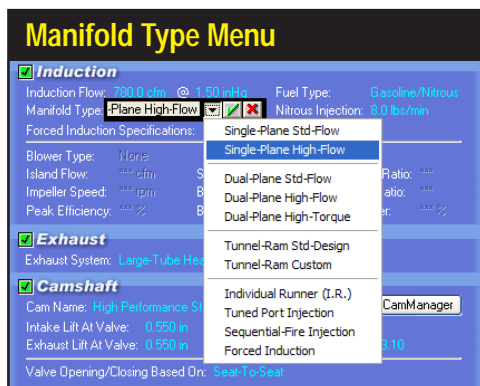 Manifold Type Menu
Induction
Induction Flow: 780.0 cfm @ 1.50 inHg Fuel Type: Gasoline/Nitrous
Manifold Type: -Plane High-Flow Nitrous Injection: 8.0 lbs/min
Forced Induction Specifications:
Single-Plane Std-Flow
Single-Plane High-Flow
Dual-Plane Std-Flow
Dual-Plane High-Flow
Dual-Plane High-Torque
Tunnel-Ram Std-Design
Tunnel-Ram Custom
Individual Runner (I.R.)
Tuned Port Injection
Sequential-Fire Injection
Forced Induction
Blower Type: None
Island Flow: *** cfm S Ratio: ***
Impeller Speed: *** rpm B atio: ***
Peak Efficiency: *** % B er: *** %
Exhaust
Exhaust System: Large-Tube Hea
Camshaft
Cam Name: High Performance St CamManager
Intake Lift At Valve: 0.550 in
Exhaust Lift At Valve: 0.550 in 3.10
Valve Opening/Closing Based On: Seat-To-Seat